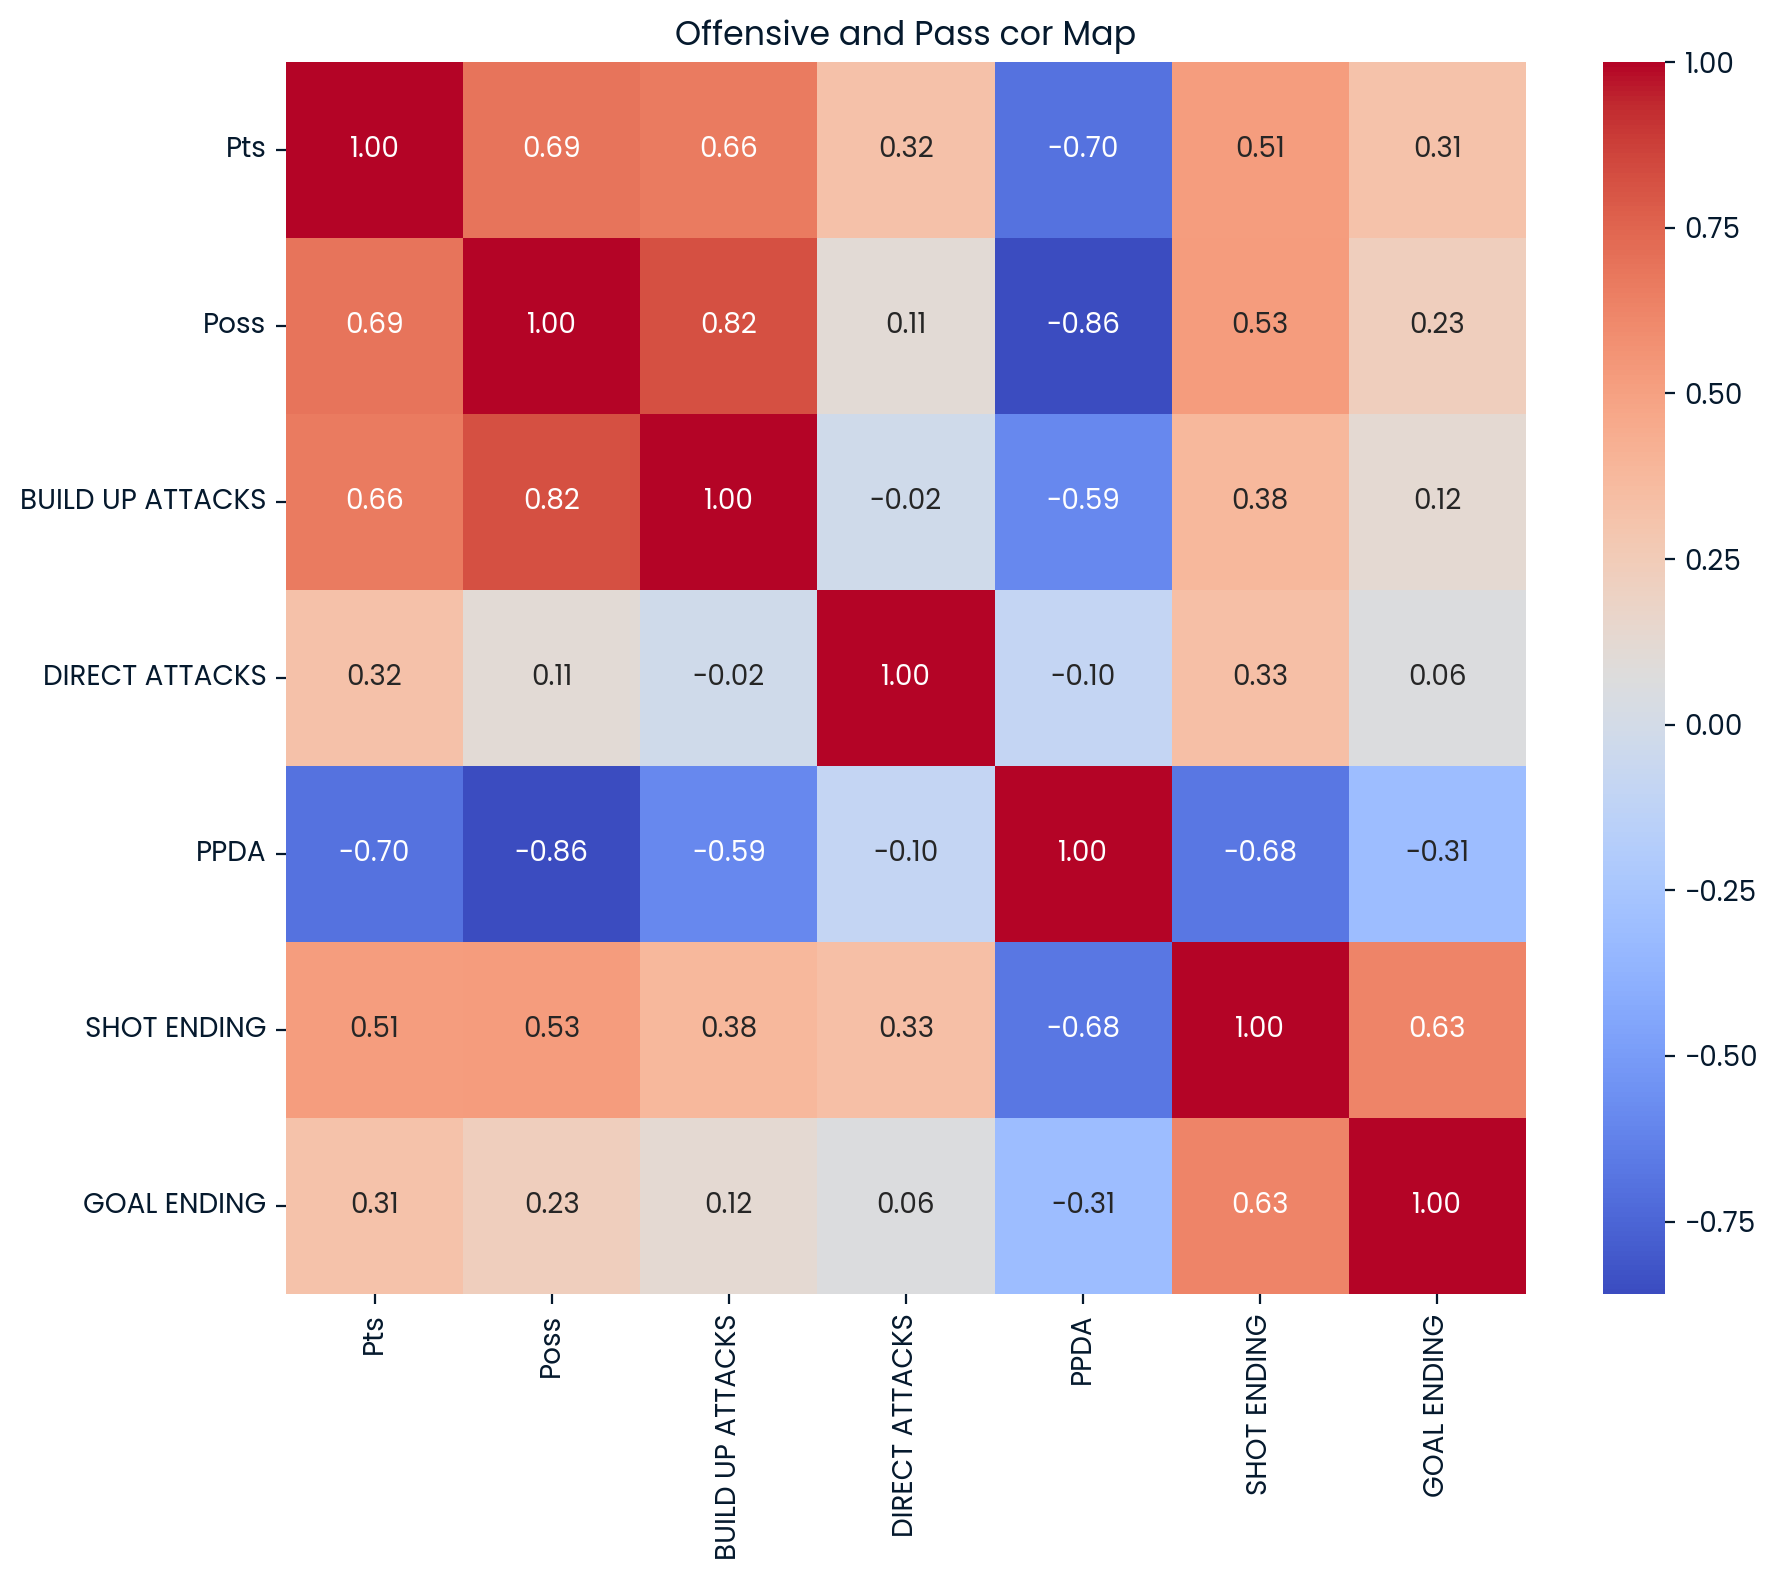 Offensive and Pass cor Map
Pts 1.00 0.69 0.66 0.32 −0.70 0.51 0.31
Poss 0.69 1.00 0.82 0.11 −0.86 0.53 0.23
BUILD UP ATTACKS 0.66 0.82 1.00 −0.02 −0.59 0.38 0.12
DIRECT ATTACKS 0.32 0.11 −0.02 1.00 −0.10 0.33 0.06
PPDA −0.70 −0.86 −0.59 −0.10 1.00 −0.68 −0.31
SHOT ENDING 0.51 0.53 0.38 0.33 −0.68 1.00 0.63
GOAL ENDING 0.31 0.23 0.12 0.06 −0.31 0.63 1.00
Pts
Poss
BUILD UP ATTACKS
DIRECT ATTACKS
PPDA
SHOT ENDING
GOAL ENDING
1.00
0.75
0.50
0.25
0.00
−0.25
−0.50
−0.75